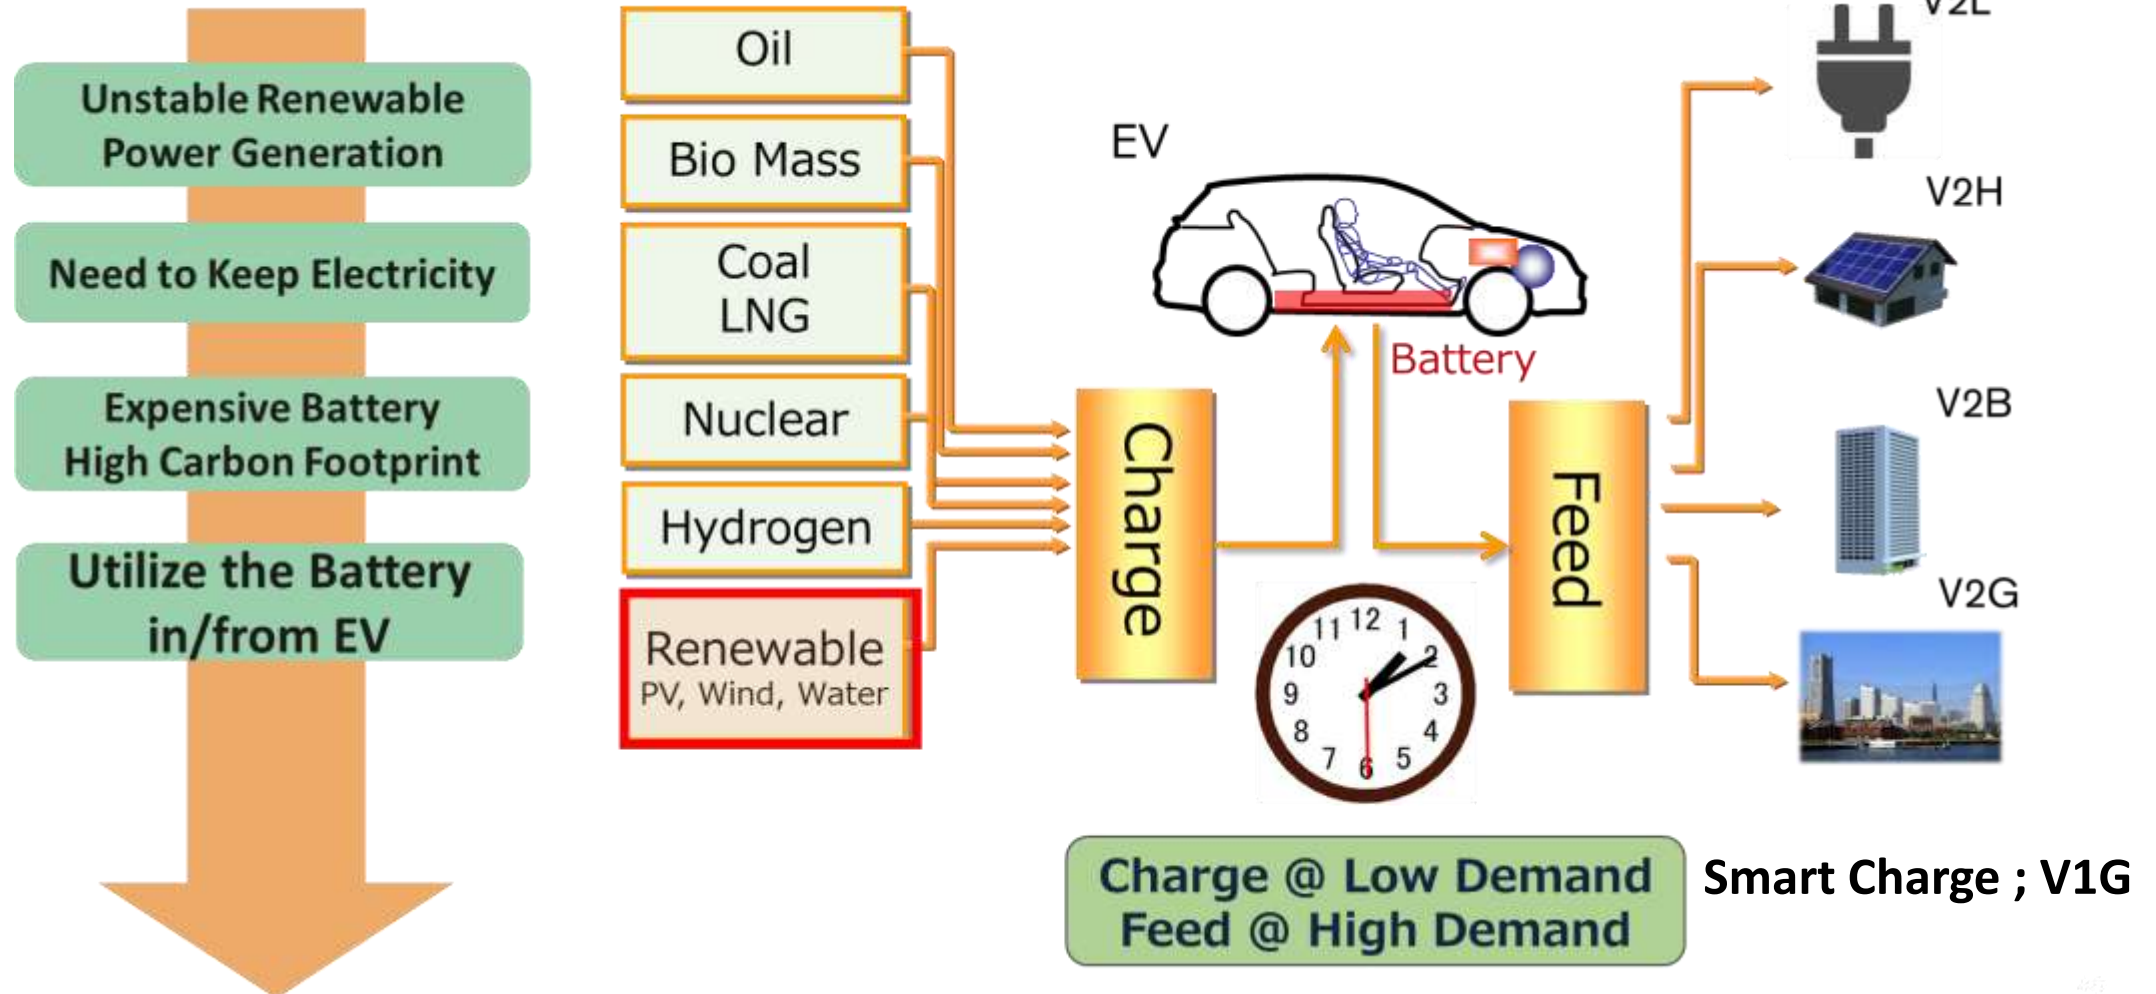 Unstable Renewable
Power Generation
Need to Keep Electricity
Expensive Battery
High Carbon Footprint
Utilize the Battery
in/from EV
Oil
Bio Mass
Coal
LNG
Nuclear
Hydrogen
Renewable
PV, Wind, Water
Charge
EV
Battery
12
1
2
3
4
5
6
7
8
9
10
11
Feed
V2L
V2H
V2B
V2G
Charge @ Low Demand
Feed @ High Demand
Smart Charge ; V1G